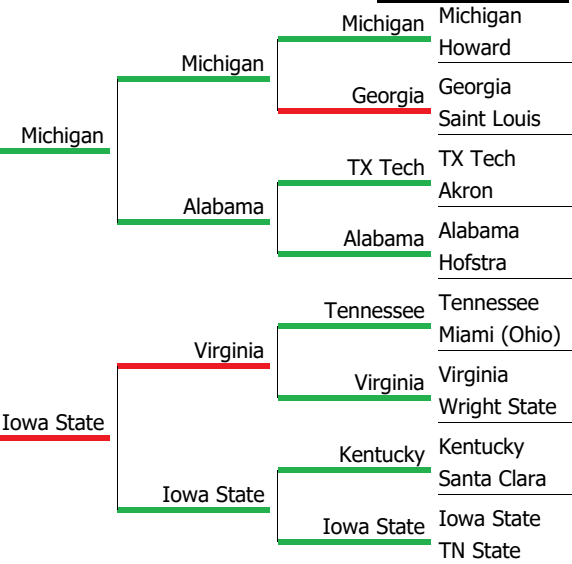 Michigan
Howard
Georgia
Saint Louis
TX Tech
Akron
Alabama
Hofstra
Tennessee
Miami (Ohio)
Virginia
Wright State
Kentucky
Santa Clara
Iowa State
TN State
Michigan
Georgia
TX Tech
Alabama
Tennessee
Virginia
Kentucky
Iowa State
Michigan
Alabama
Virginia
Iowa State
Michigan
Iowa State